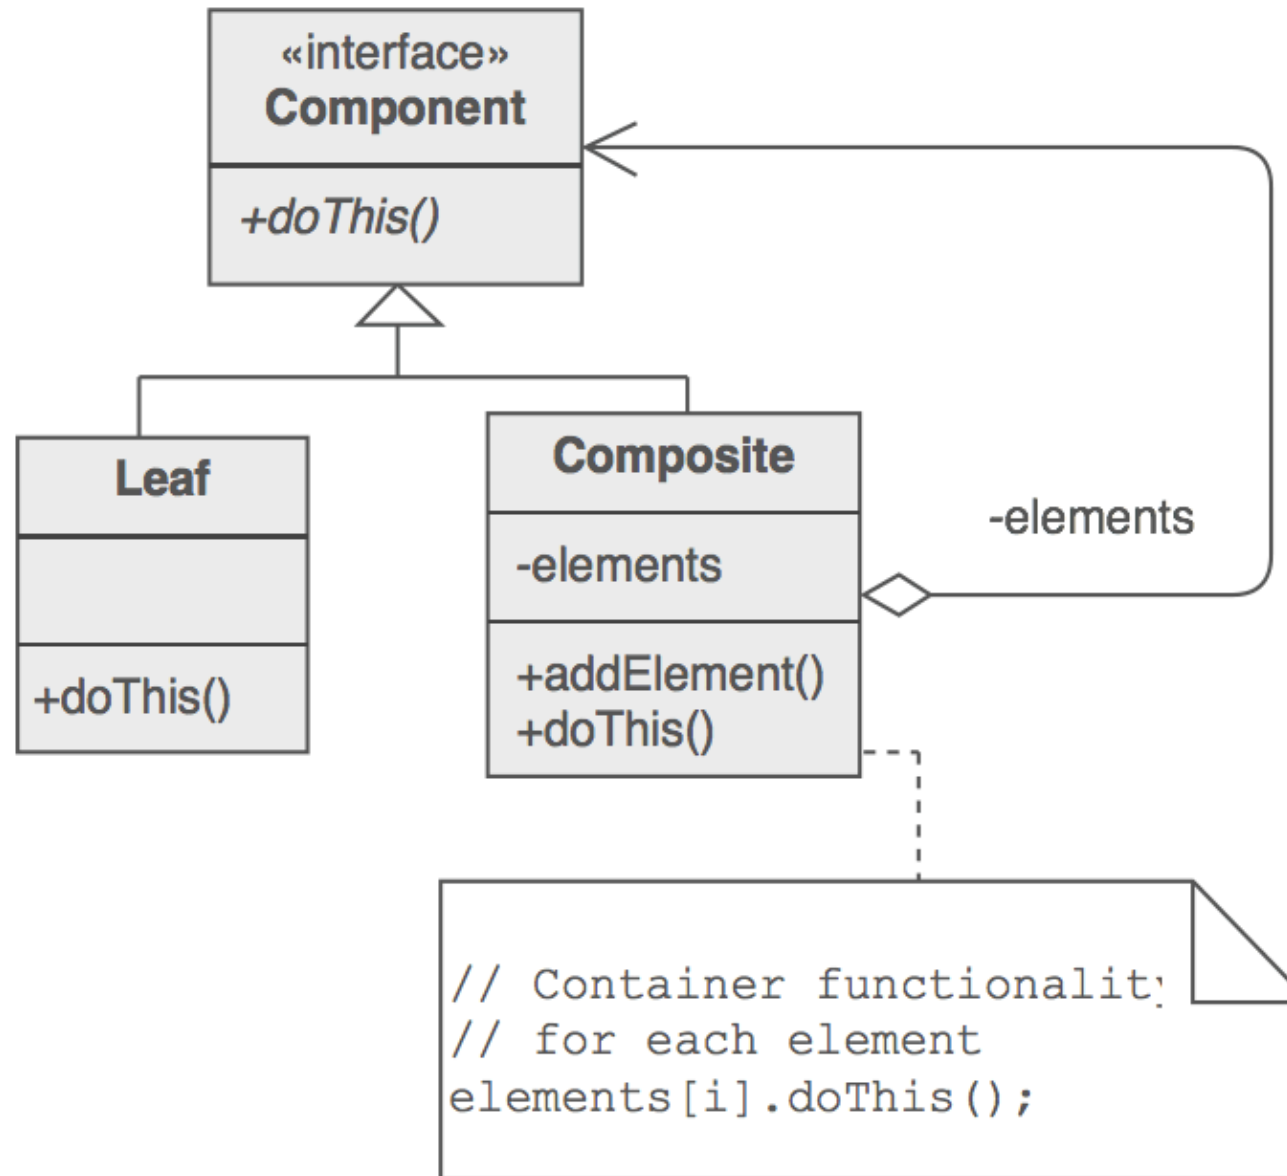 «interface»
Component
+doThis()
Leaf
+doThis()
Composite
-elements
+addElement()
+doThis()
-elements
// Container
// for each element
elements[i].doThis();